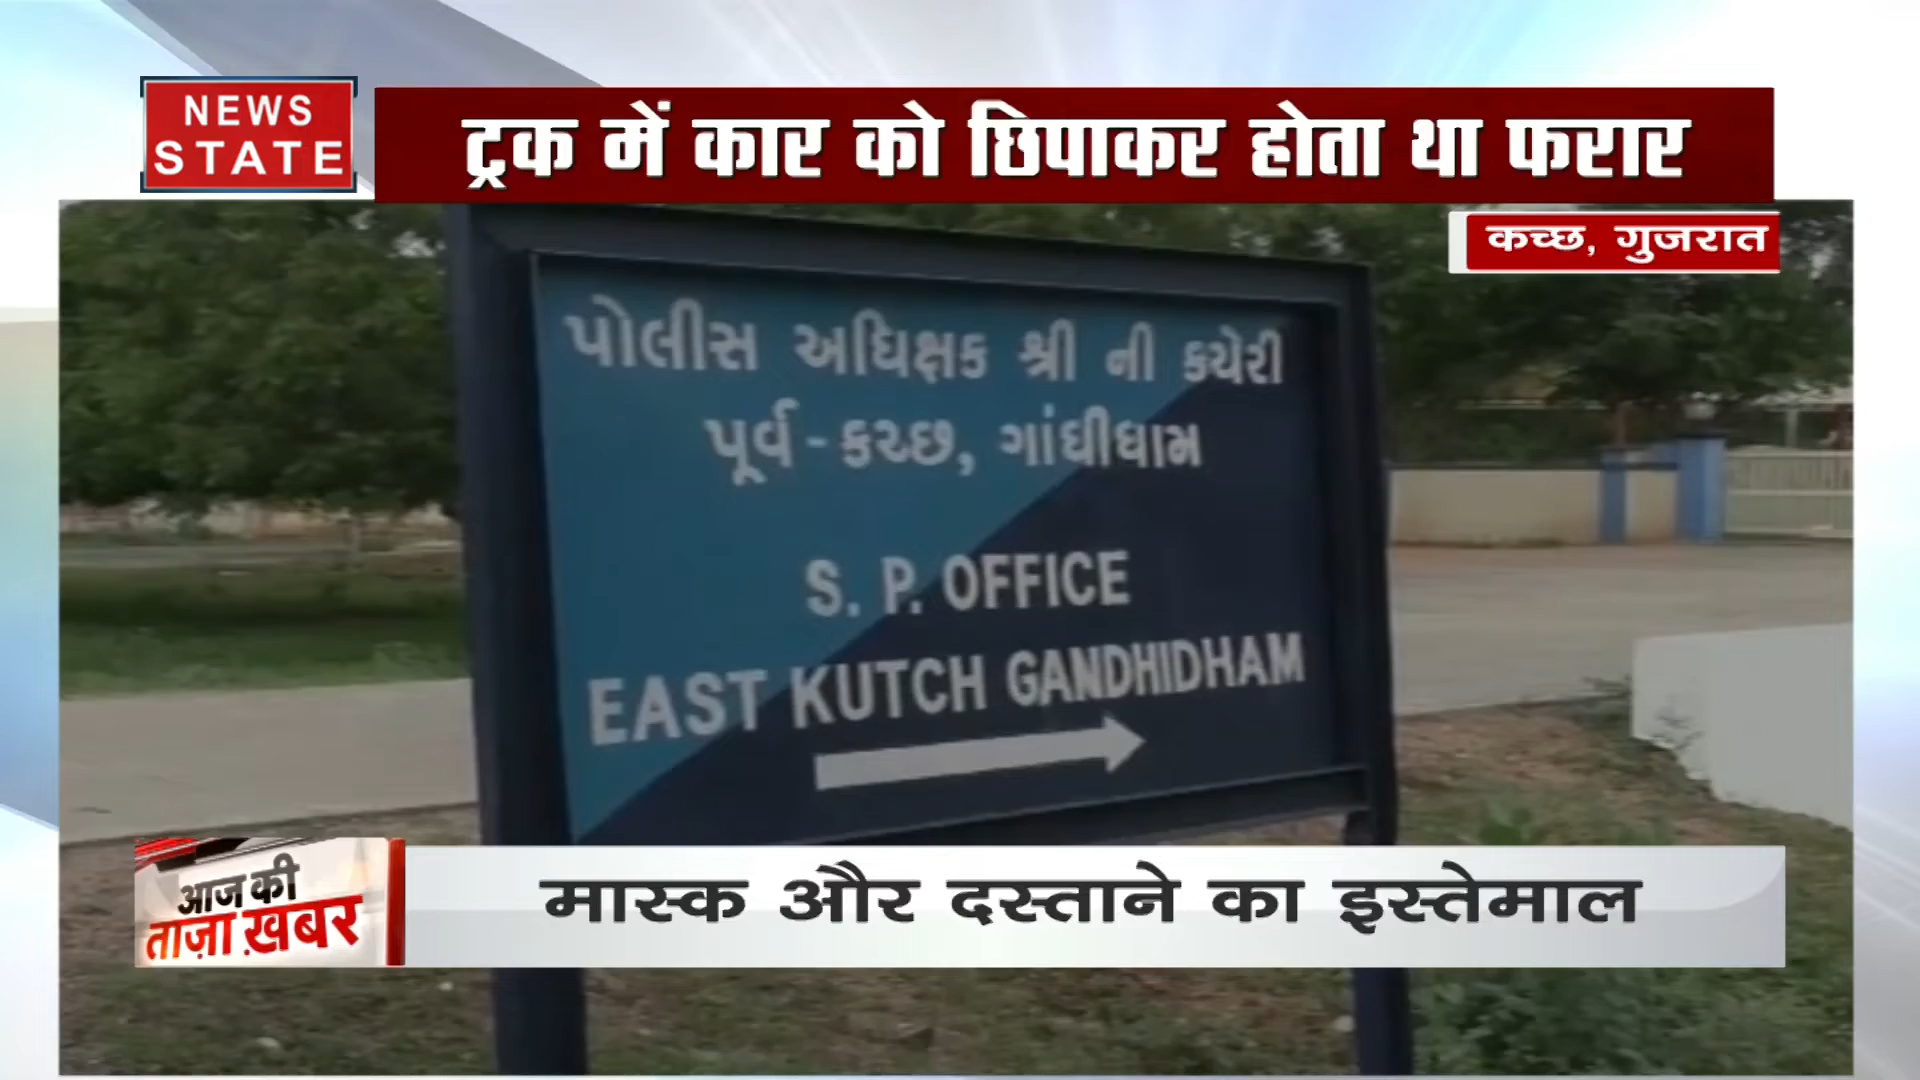 NEWS
STATE
ट्रक में कार को छिपाकर होता था फरार
कच्छ, गुजरात
પોલીસ અધિક્ષક શ્રી ની કચેરી
પૂર્વ - કચ્છ, ગાંધીધામ
S. P. OFFICE
EAST KUTCH GANDHIDHAM
आज की
ताज़ा ख़बर
मास्क और दस्ताने का इस्तेमाल